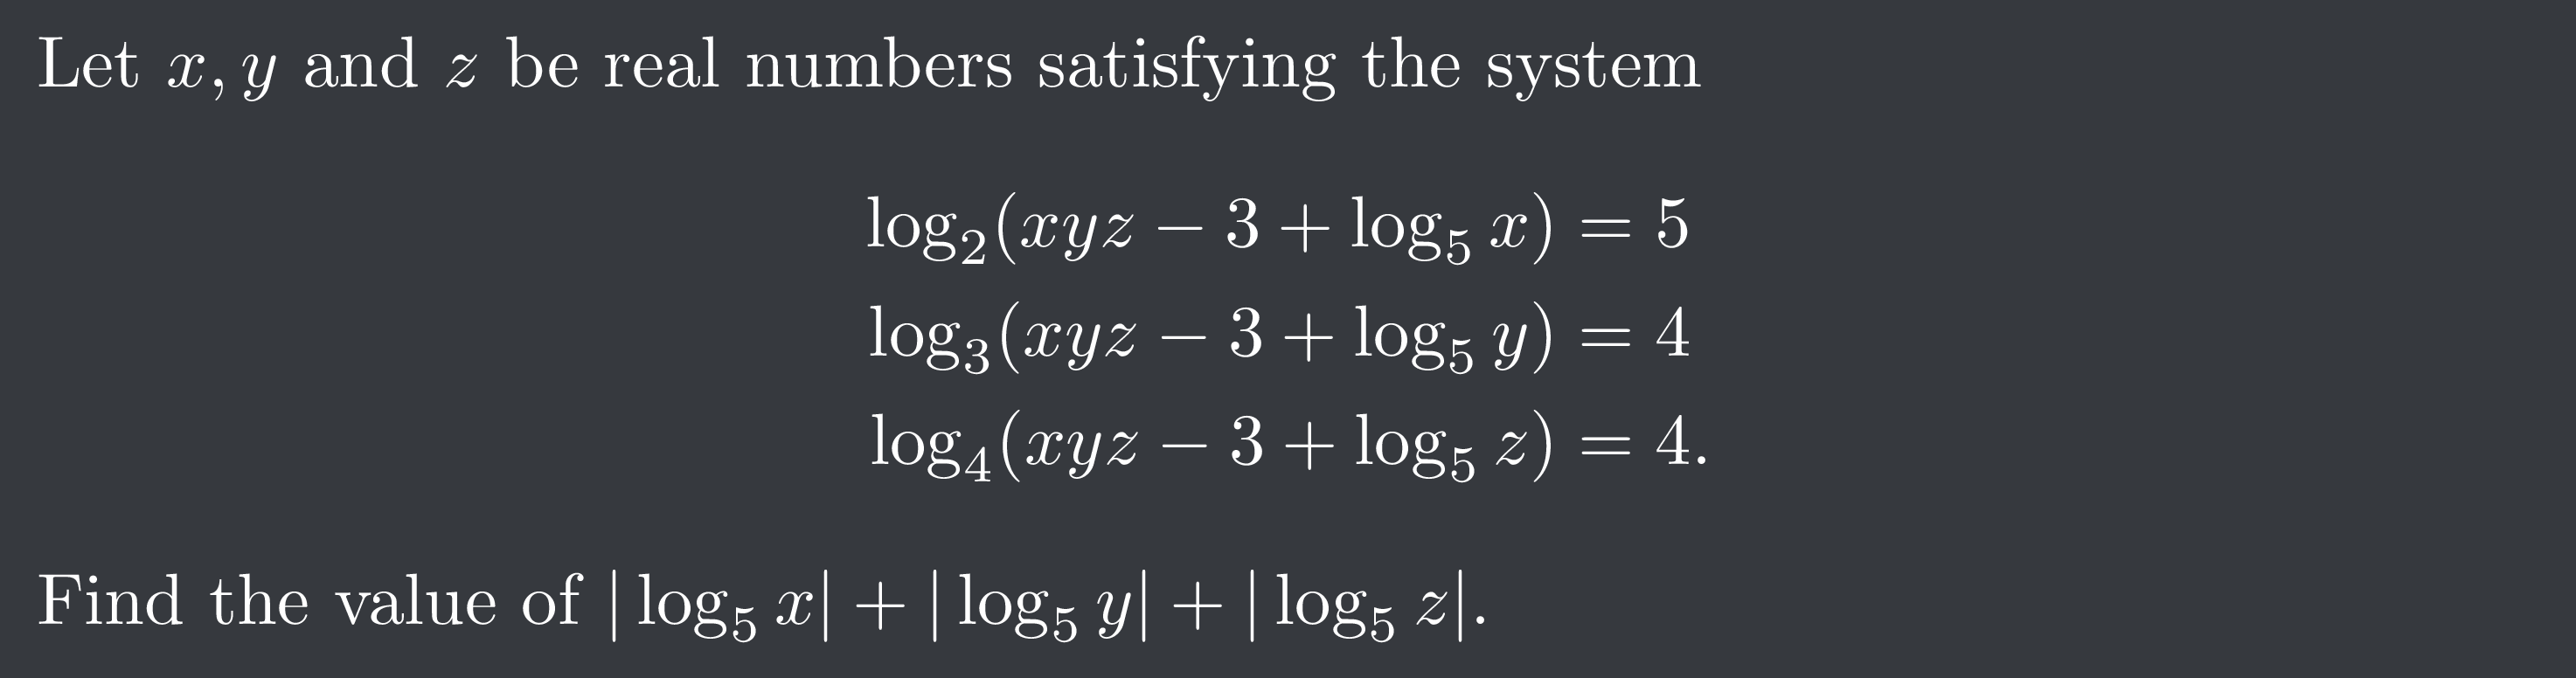 Let x, y and z be real numbers satisfying the system
log₂(xyz − 3 + log₅ x) = 5
log₃(xyz − 3 + log₅ y) = 4
log₄(xyz − 3 + log₅ z) = 4.
Find the value of | log₅ x| + | log₅ y| + | log₅ z|.